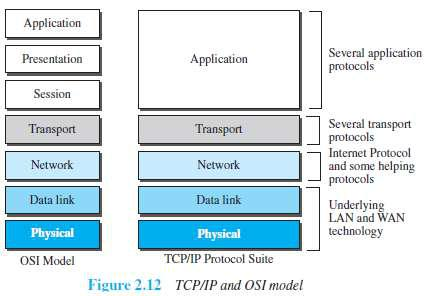 Application
Presentation
Session
Transport
Network
Data link
Physical
OSI Model
Application
Transport
Network
Data link
Physical
TCP/IP Protocol Suite
Several application
protocols
Several transport
protocols
Internet Protocol
and some helping
protocols
Underlying
LAN and WAN
technology
Figure 2.12 TCP/IP and OSI model